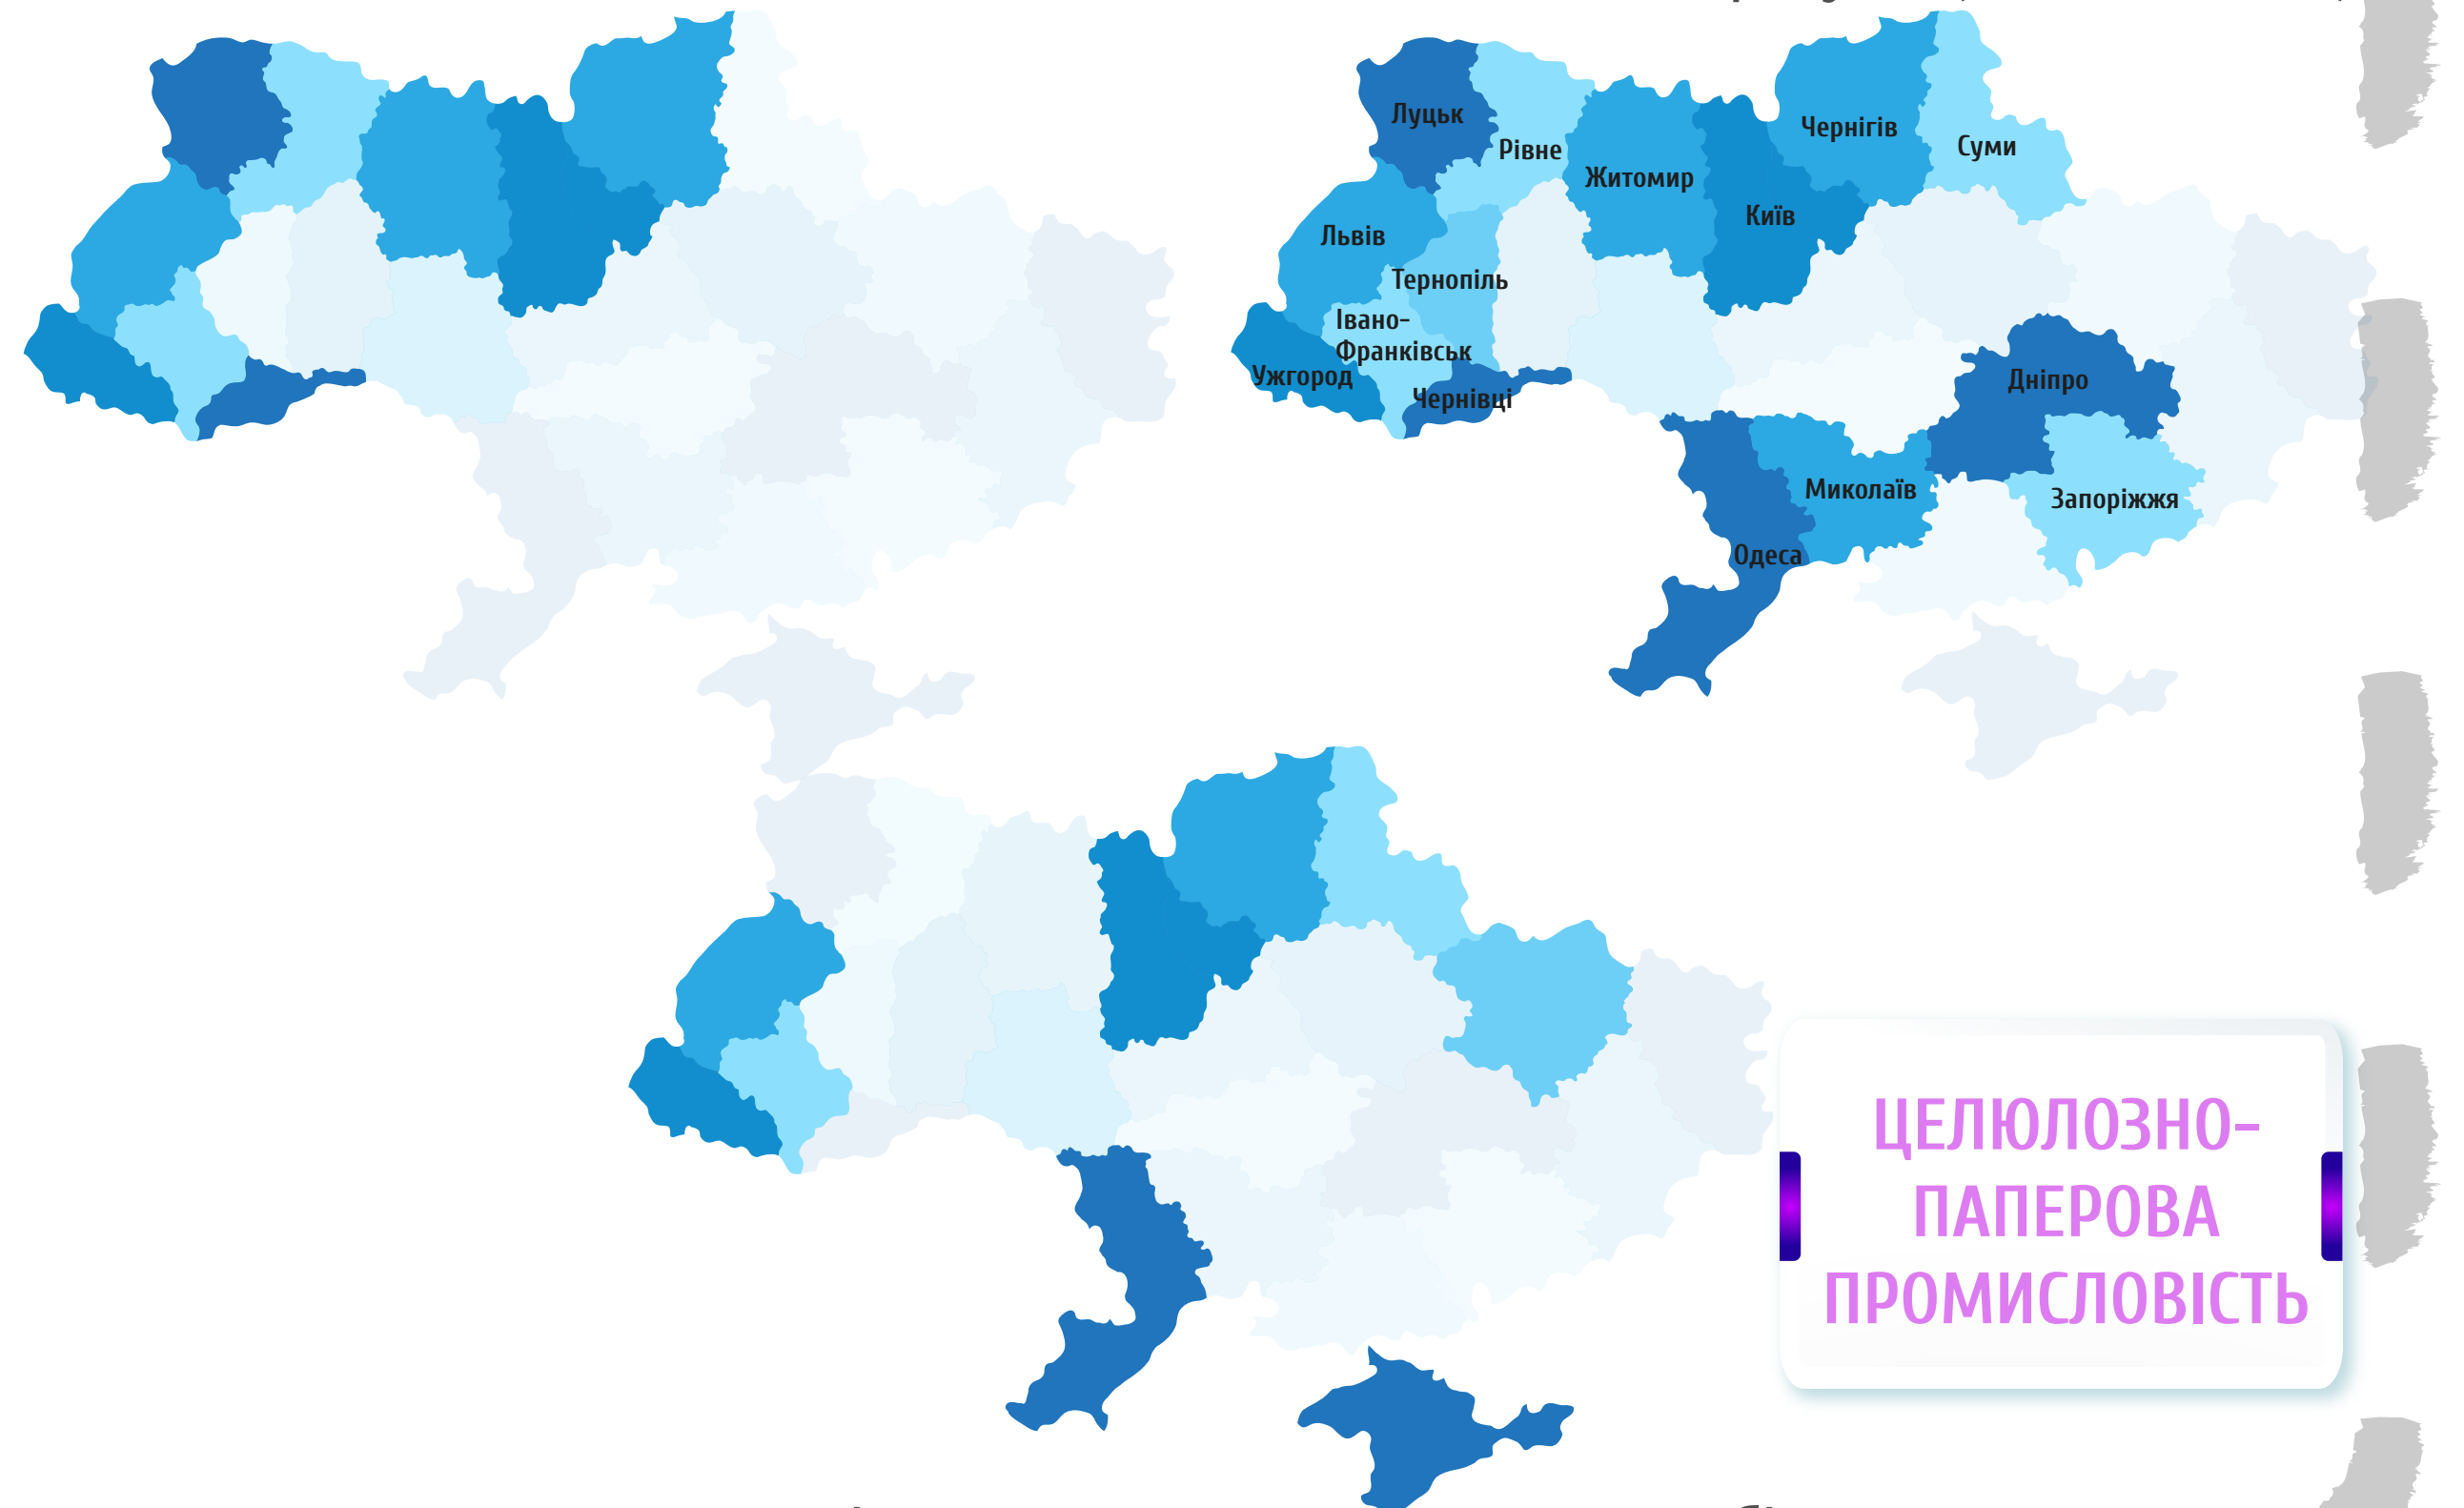 Луцьк
Рівне
Житомир
Чернігів
Суми
Київ
Львів
Тернопіль
Івано-
Франківськ
Ужгород
Чернівці
Дніпро
Миколаїв
Запоріжжя
Одеса
ЦЕЛЮЛОЗНО-
ПАПЕРОВА
ПРОМИСЛОВІСТЬ